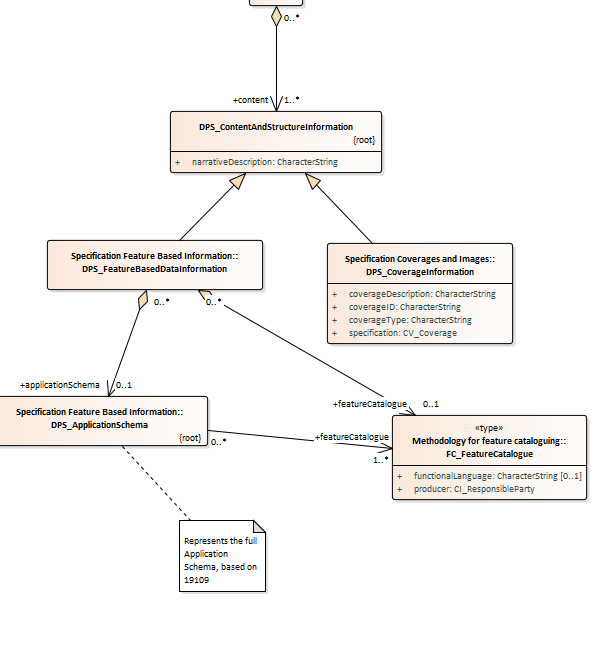 0..*
+content
1..*
DPS_ContentAndStructureInformation
{root}
+ narrativeDescription: CharacterString
Specification Feature Based Information::
DPS_FeatureBasedDataInformation
Specification Coverages and Images::
DPS_CoverageInformation
+ coverageDescription: CharacterString
+ coverageID: CharacterString
+ coverageType: CharacterString
+ specification: CV_Coverage
0..*
0..*
+applicationSchema
0..1
+featureCatalogue
0..1
Specification Feature Based Information::
DPS_ApplicationSchema
{root}
0..*
+featureCatalogue
1..*
«type»
Methodology for feature cataloguing::
FC_FeatureCatalogue
+ functionalLanguage: CharacterString [0..1]
+ producer: CI_ResponsibleParty
Represents the full
Application
Schema, based on
19109